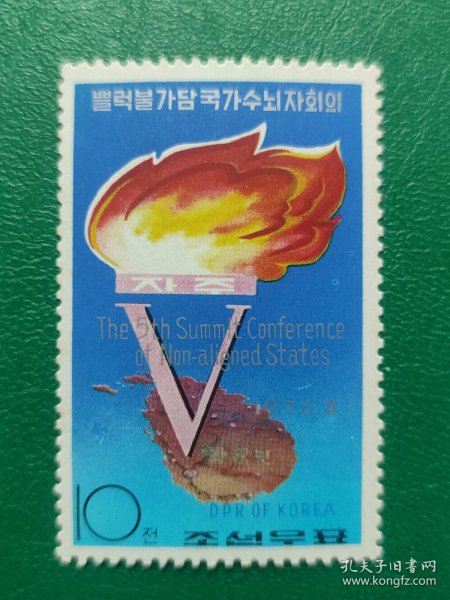 쁠럭불가담국가수뇌자회의
자주
The 5th Summit Conference
of Non-aligned States
V
DPR OF KOREA
10전
조선우표
孔夫子旧书网
www.kongfz.com